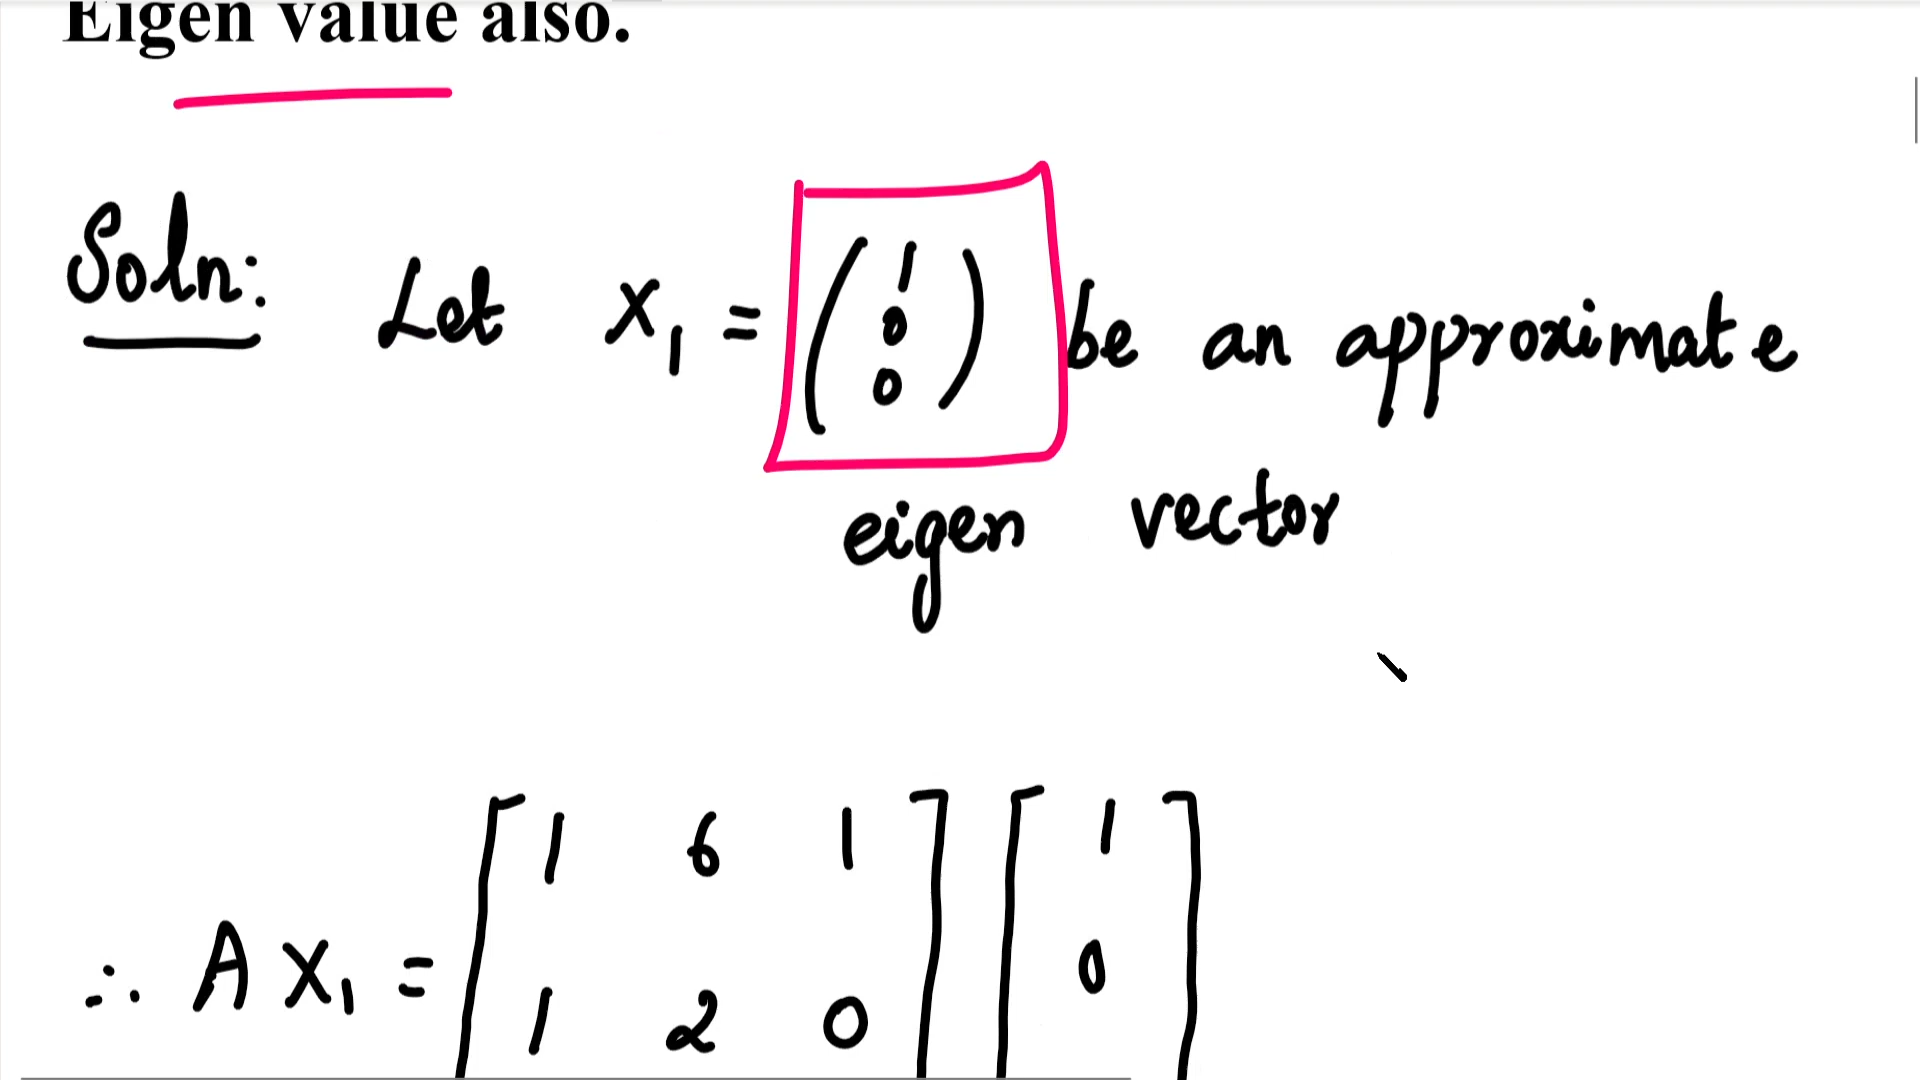 Eigen value also.
Soln: Let x₁ = ( 1 0 0 ) be an approximate
eigen vector
∴ A X₁ = [ 1 6 1 ] [ 1 ]
0
1 2 0